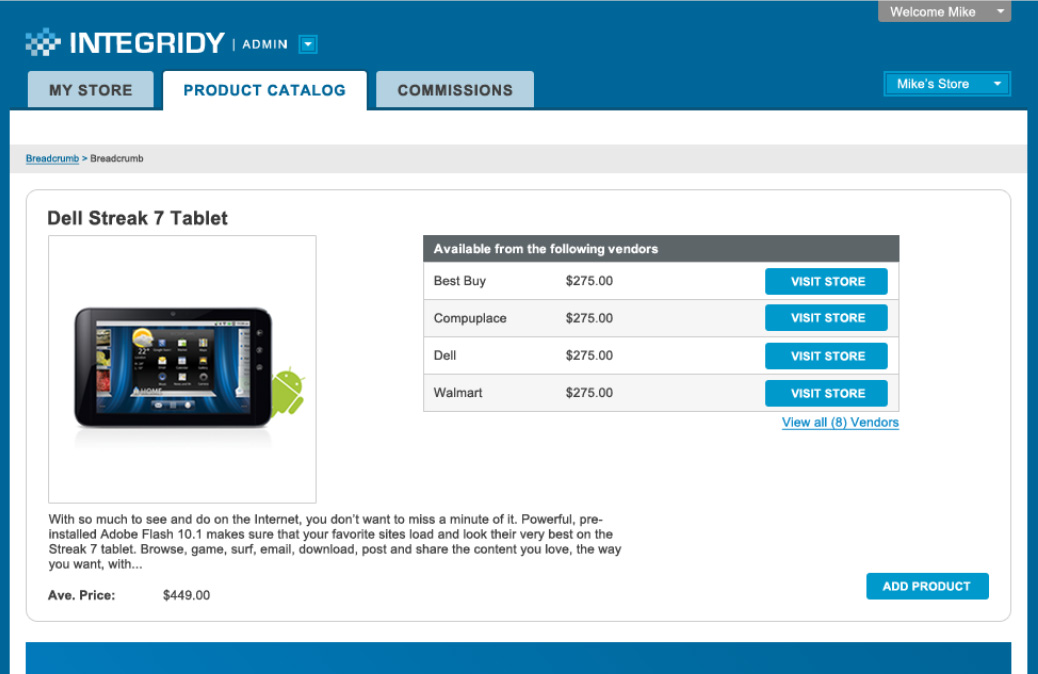 Welcome Mike
INTEGRIDY | ADMIN
MY STORE
PRODUCT CATALOG
COMMISSIONS
Mike's Store
Breadcrumb > Breadcrumb
Dell Streak 7 Tablet
Available from the following vendors
Best Buy $275.00 VISIT STORE
Compuplace $275.00 VISIT STORE
Dell $275.00 VISIT STORE
Walmart $275.00 VISIT STORE
View all (8) Vendors
22°
HOME
With so much to see and do on the Internet, you don't want to miss a minute of it. Powerful, pre-
installed Adobe Flash 10.1 makes sure that your favorite sites load and look their very best on the
Streak 7 tablet. Browse, game, surf, email, download, post and share the content you love, the way
you want, with...
ADD PRODUCT
Ave. Price: $449.00